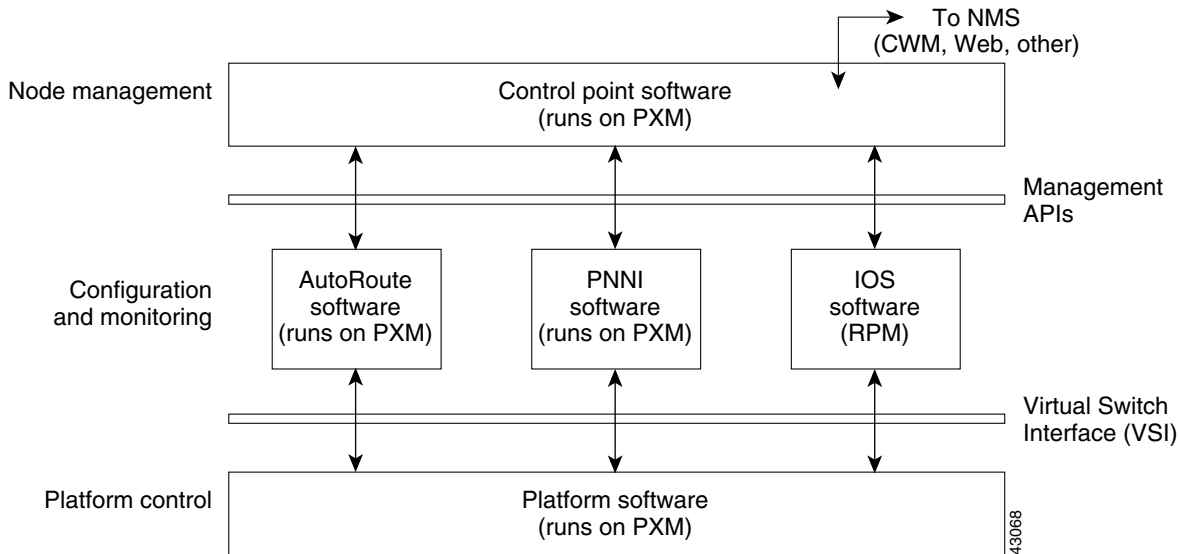 To NMS
(CWM, Web, other)
Node management
Control point software
(runs on PXM)
Management
APIs
Configuration
and monitoring
AutoRoute
software
(runs on PXM)
PNNI
software
(runs on PXM)
IOS
software
(RPM)
Virtual Switch
Interface (VSI)
Platform control
Platform software
(runs on PXM)
43068